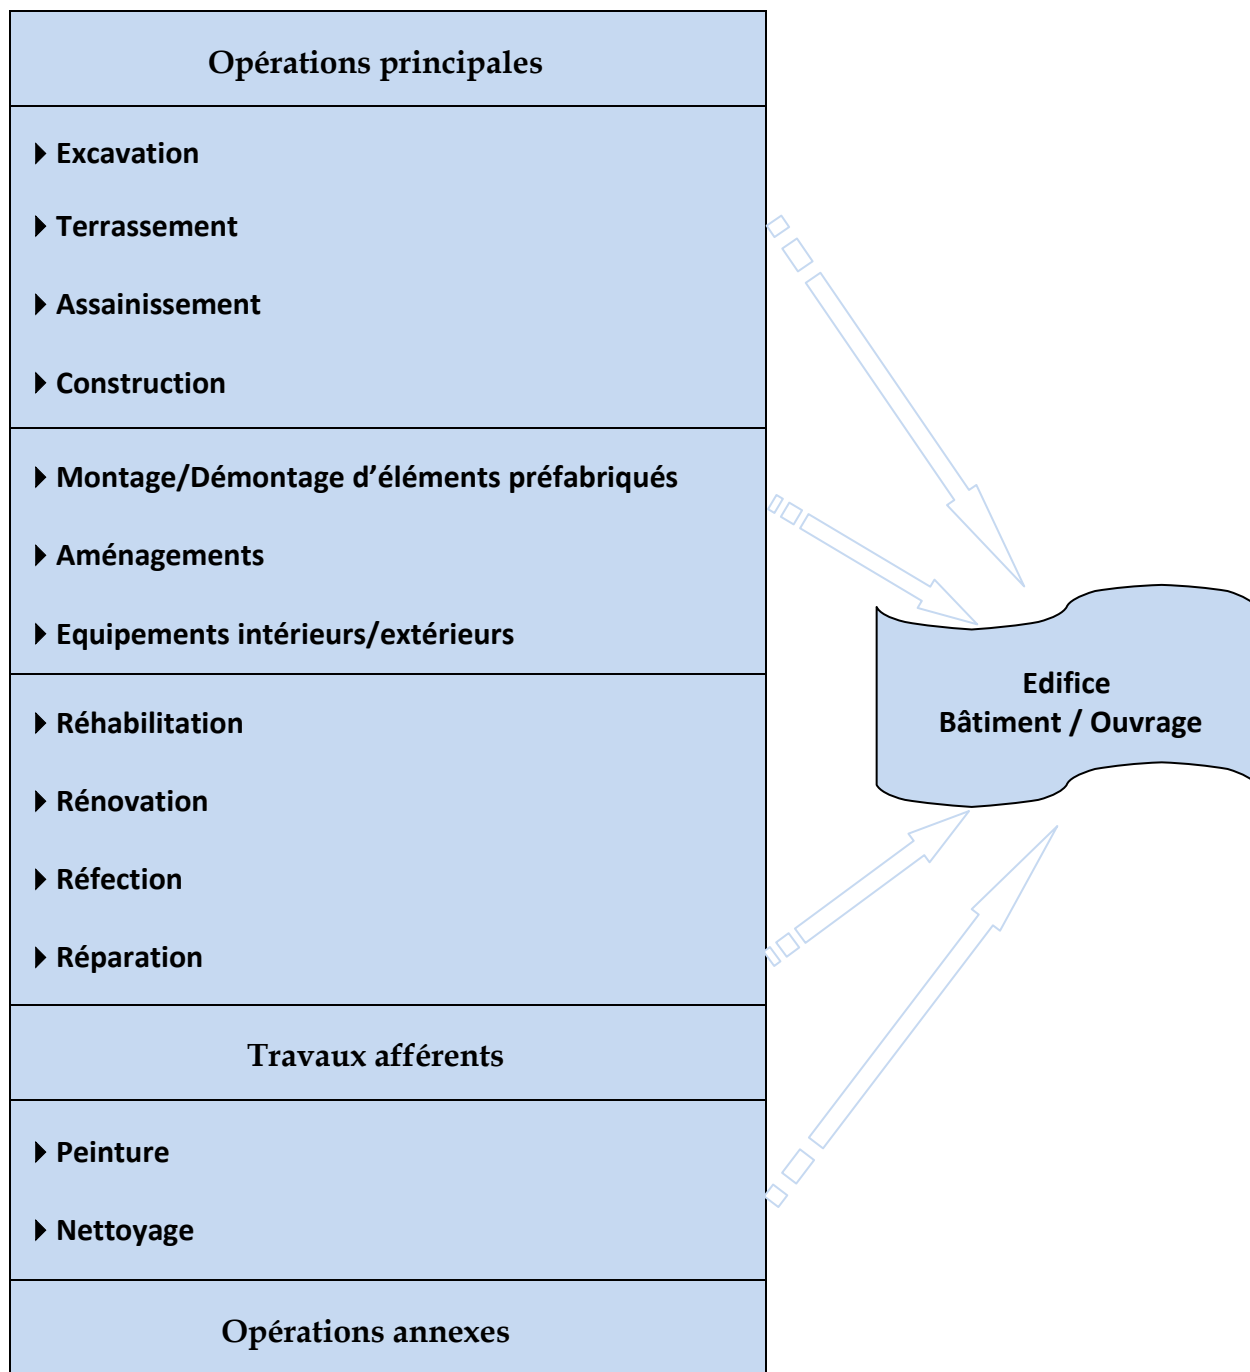 Opérations principales
Excavation
Terrassement
Assainissement
Construction
Montage/Démontage d’éléments préfabriqués
Aménagements
Equipements intérieurs/extérieurs
Réhabilitation
Rénovation
Réfection
Réparation
Travaux afférents
Peinture
Nettoyage
Opérations annexes
Edifice
Bâtiment / Ouvrage